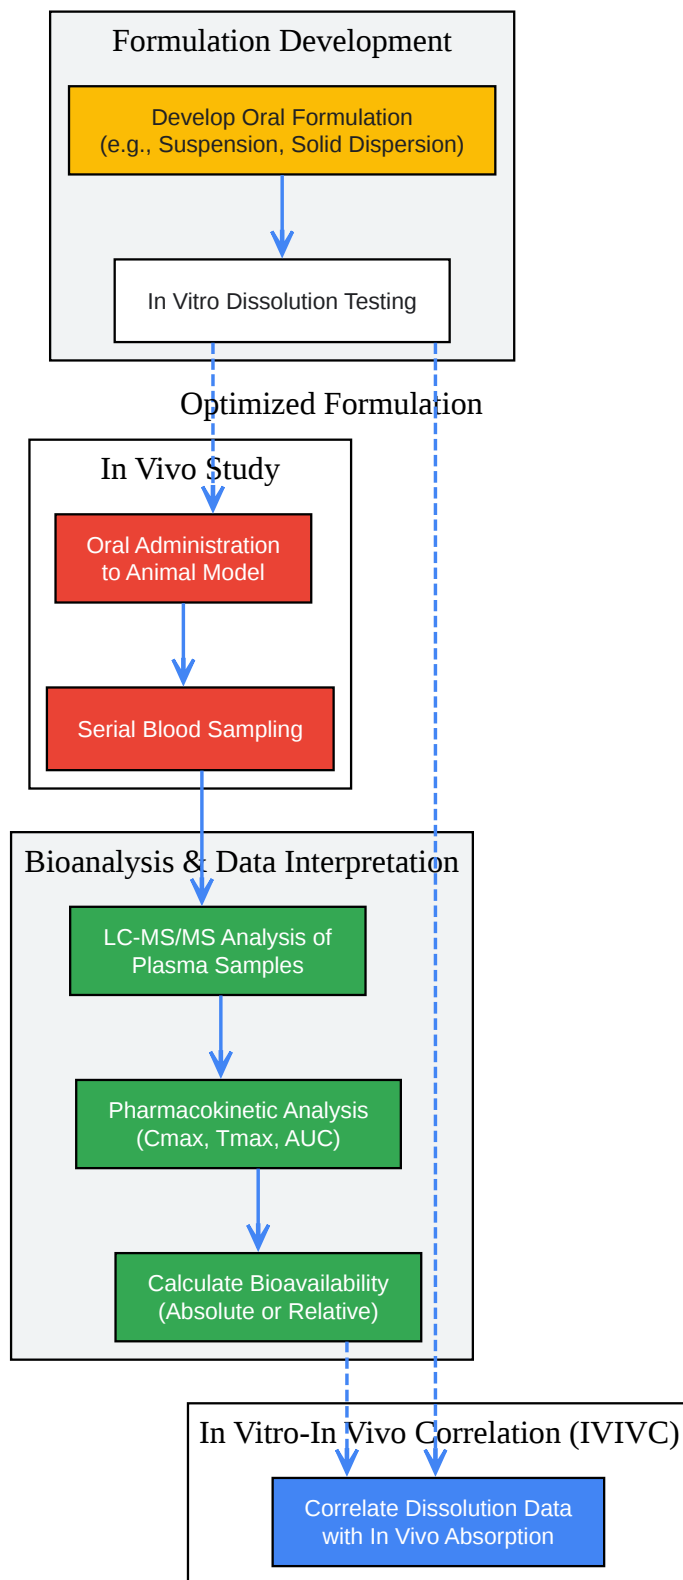 Formulation Development
Develop Oral Formulation
(e.g., Suspension, Solid Dispersion)
In Vitro Dissolution Testing
Optimized Formulation
In Vivo Study
Oral Administration
to Animal Model
Serial Blood Sampling
Bioanalysis & Data Interpretation
LC-MS/MS Analysis of
Plasma Samples
Pharmacokinetic Analysis
(Cmax, Tmax, AUC)
Calculate Bioavailability
(Absolute or Relative)
In Vitro-In Vivo Correlation (IVIVC)
Correlate Dissolution Data
with In Vivo Absorption